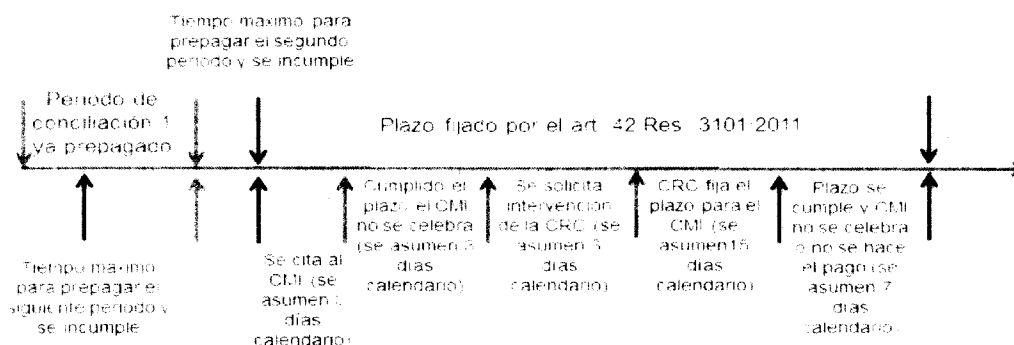 Tiempo máximo para
prepagar el segundo
periodo y se incumple
Periodo de
conciliación 1
ya prepagado
Plazo fijado por el art. 42 Res. 3101-2011
Tiempo máximo
para prepagar el
siguiente periodo y
se incumple
Se cita al
CMI (se
asumen
días
calendario)
Cumplido el
plazo el CMI
no se celebra
(se asumen 3
días
calendario)
Se solicita
intervención
de la CRC (se
asumen 3
días
calendario)
CRC fija el
plazo para el
CMI (se
asumen 15
días
calendario)
Plazo se
cumple y CMI
no se celebra
o no se hace
el pago (se
asumen 7
días
calendario)